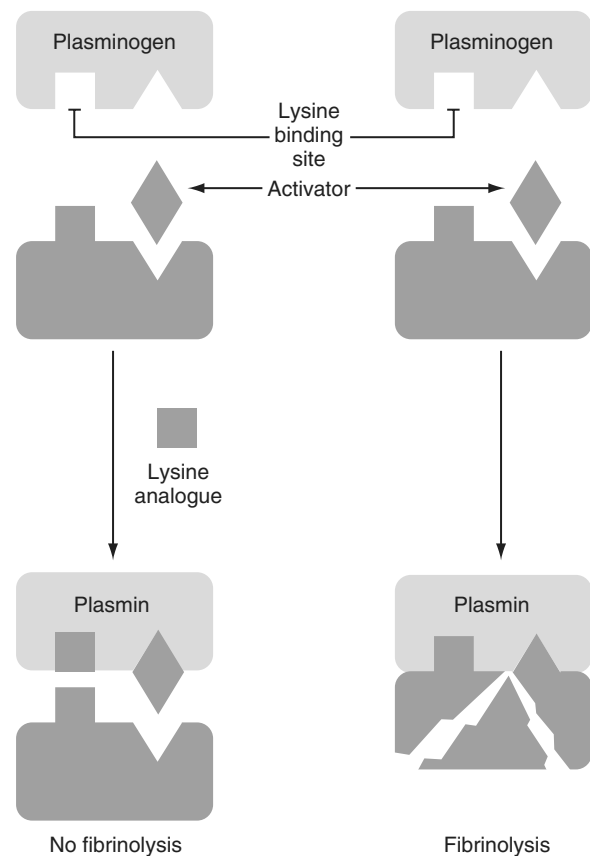 Plasminogen
Plasminogen
Lysine
binding
site
Activator
Lysine
analogue
Plasmin
Plasmin
No fibrinolysis
Fibrinolysis